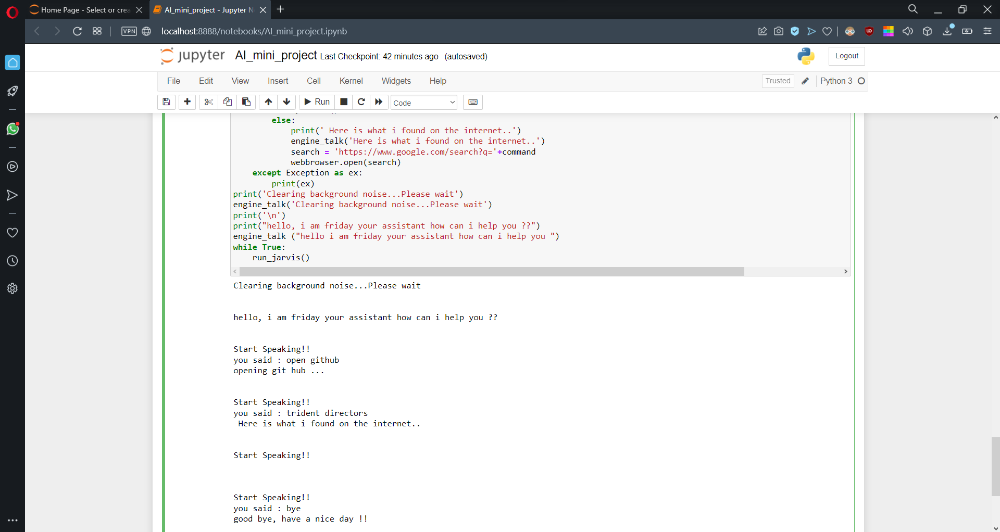 Home Page - Select or crea
AI_mini_project - Jupyter N
VPN
localhost:8888/notebooks/AI_mini_project.ipynb
jupyter AI_mini_project Last Checkpoint: 42 minutes ago (autosaved)
Logout
File Edit View Insert Cell Kernel Widgets Help
Trusted Python 3
Run Code
else:
print(' Here is what i found on the internet..')
engine_talk('Here is what i found on the internet..')
search = 'https://www.google.com/search?q='+command
webbrowser.open(search)
except Exception as ex:
print(ex)
print('Clearing background noise...Please wait')
engine_talk('Clearing background noise...Please wait')
print('\n')
print("hello, i am friday your assistant how can i help you ??")
engine_talk ("hello i am friday your assistant how can i help you ")
while True:
run_jarvis()
Clearing background noise...Please wait
hello, i am friday your assistant how can i help you ??
Start Speaking!!
you said : open github
opening git hub ...
Start Speaking!!
you said : trident directors
Here is what i found on the internet..
Start Speaking!!
Start Speaking!!
you said : bye
good bye, have a nice day !!